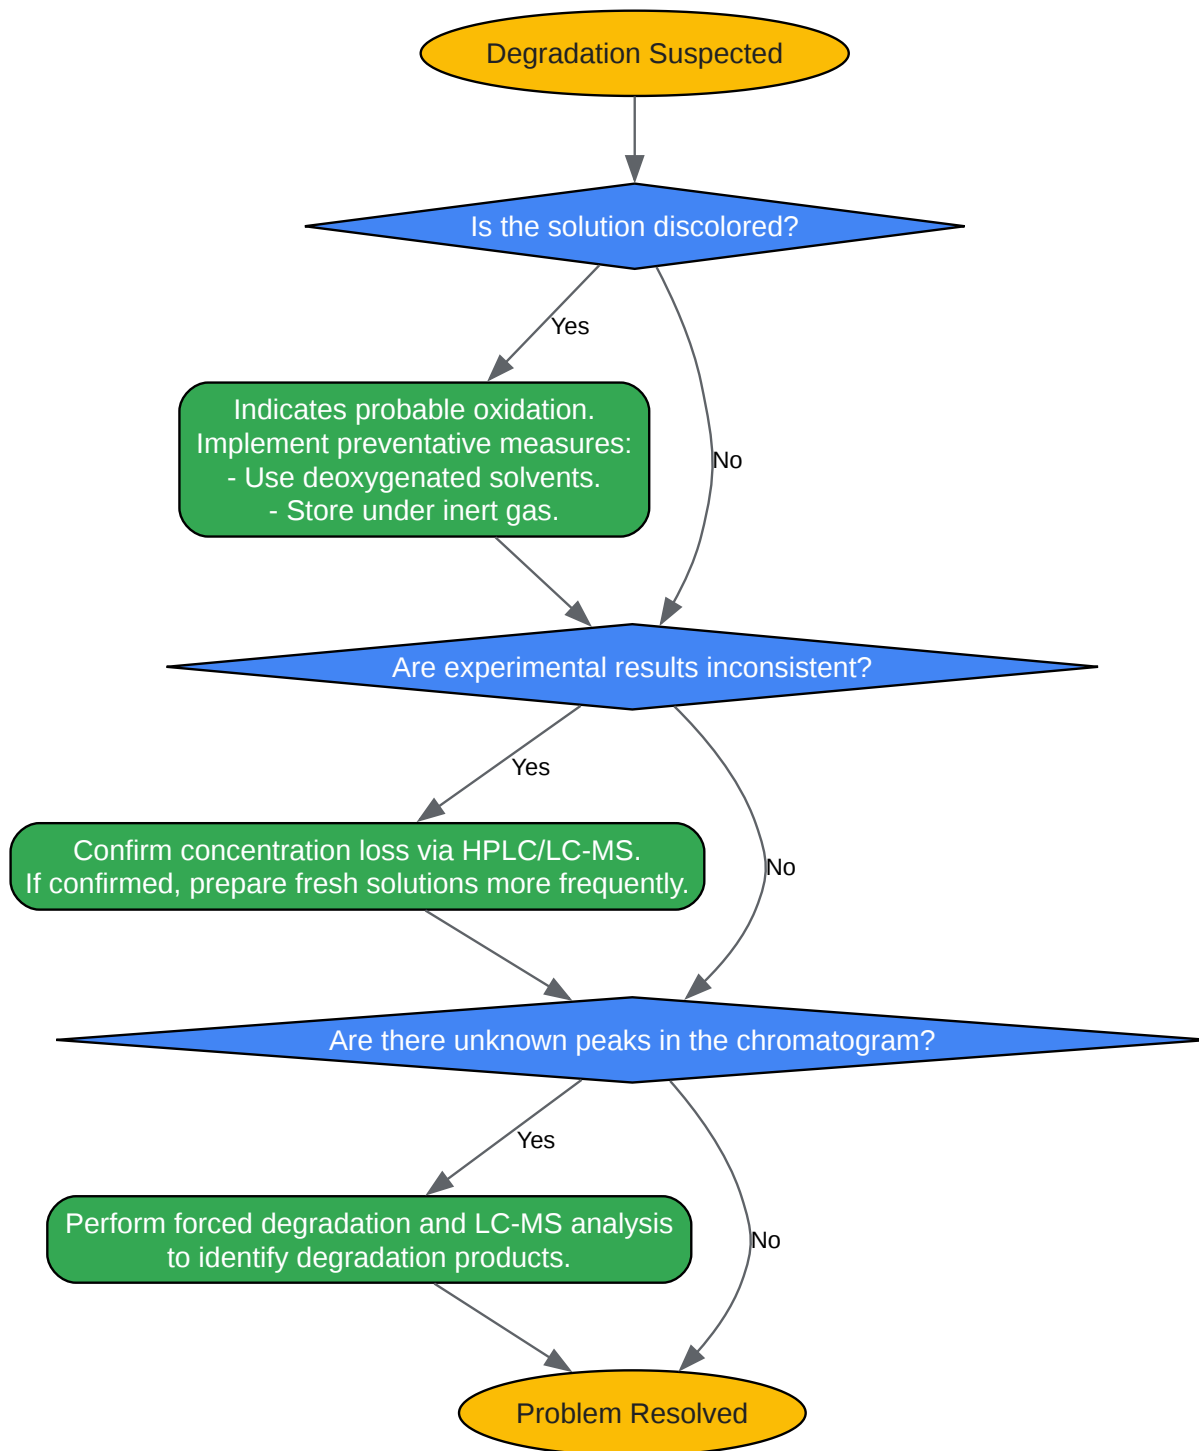 Degradation Suspected
Is the solution discolored?
Yes
Indicates probable oxidation.
Implement preventative measures:
- Use deoxygenated solvents.
- Store under inert gas.
No
Are experimental results inconsistent?
Yes
Confirm concentration loss via HPLC/LC-MS.
If confirmed, prepare fresh solutions more frequently.
No
Are there unknown peaks in the chromatogram?
Yes
Perform forced degradation and LC-MS analysis
to identify degradation products.
No
Problem Resolved